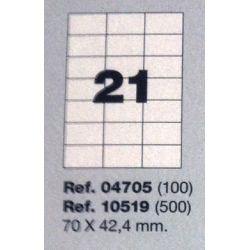 21
Ref. 04705 (100)
Ref. 10519 (500)
70 X 42,4 mm.